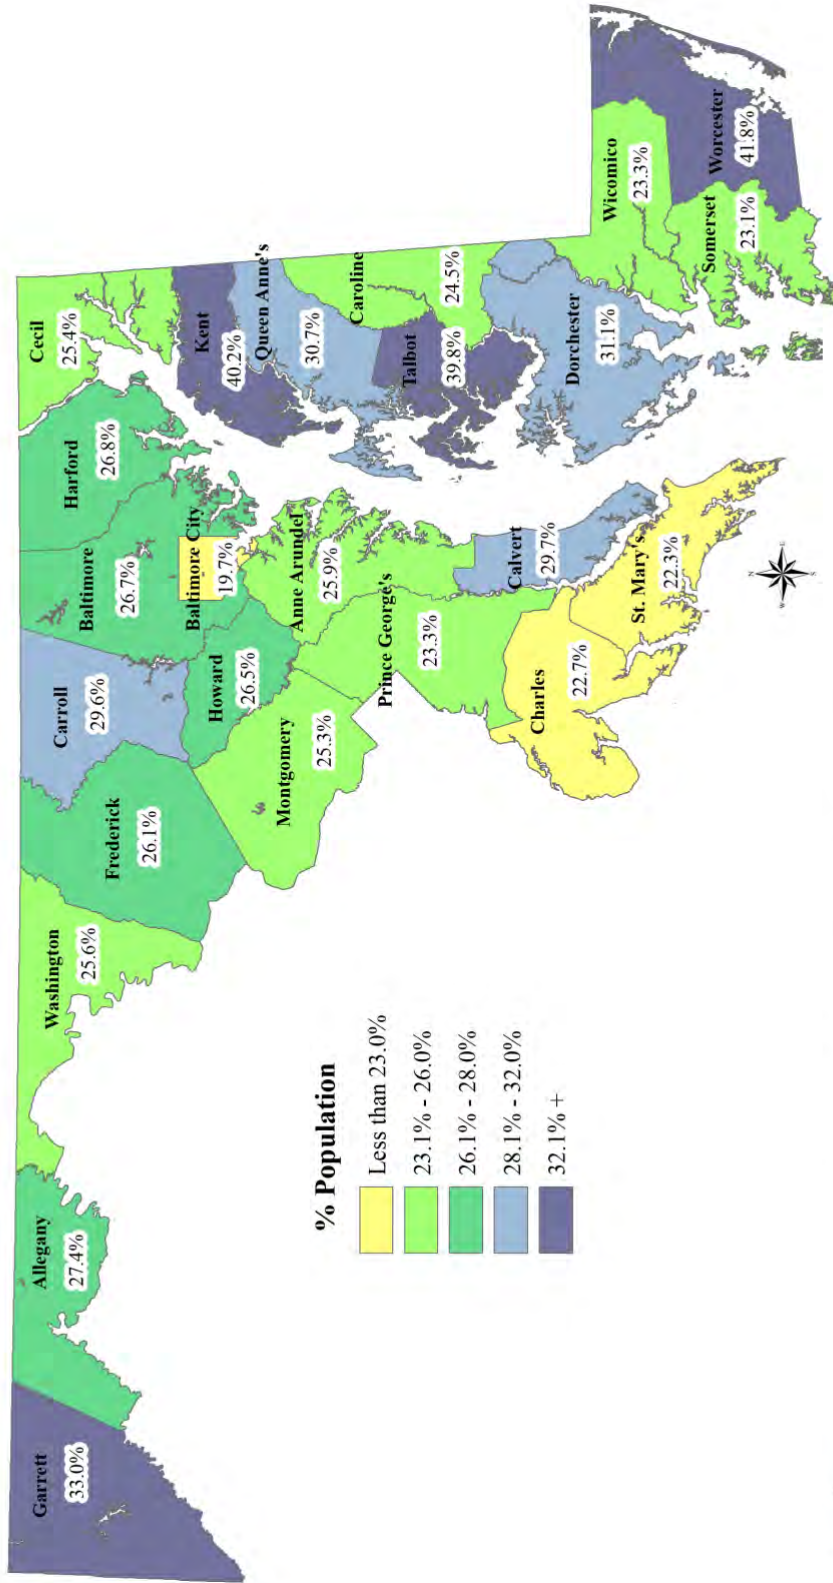 Garrett
33.0%
Allegany
27.4%
Washington
25.6%
Frederick
26.1%
Carroll
29.6%
Baltimore
26.7%
Harford
26.8%
Cecil
25.4%
Baltimore City
19.7%
Howard
26.5%
Montgomery
25.3%
Anne Arundel
25.9%
Prince George's
23.3%
Calvert
29.7%
Charles
22.7%
St. Mary's
22.3%
Kent
40.2%
Queen Anne's
30.7%
Caroline
24.5%
Talbot
39.8%
Dorchester
31.1%
Wicomico
23.3%
Somerset
23.1%
Worcester
41.8%
% Population
Less than 23.0%
23.1% - 26.0%
26.1% - 28.0%
28.1% - 32.0%
32.1% +